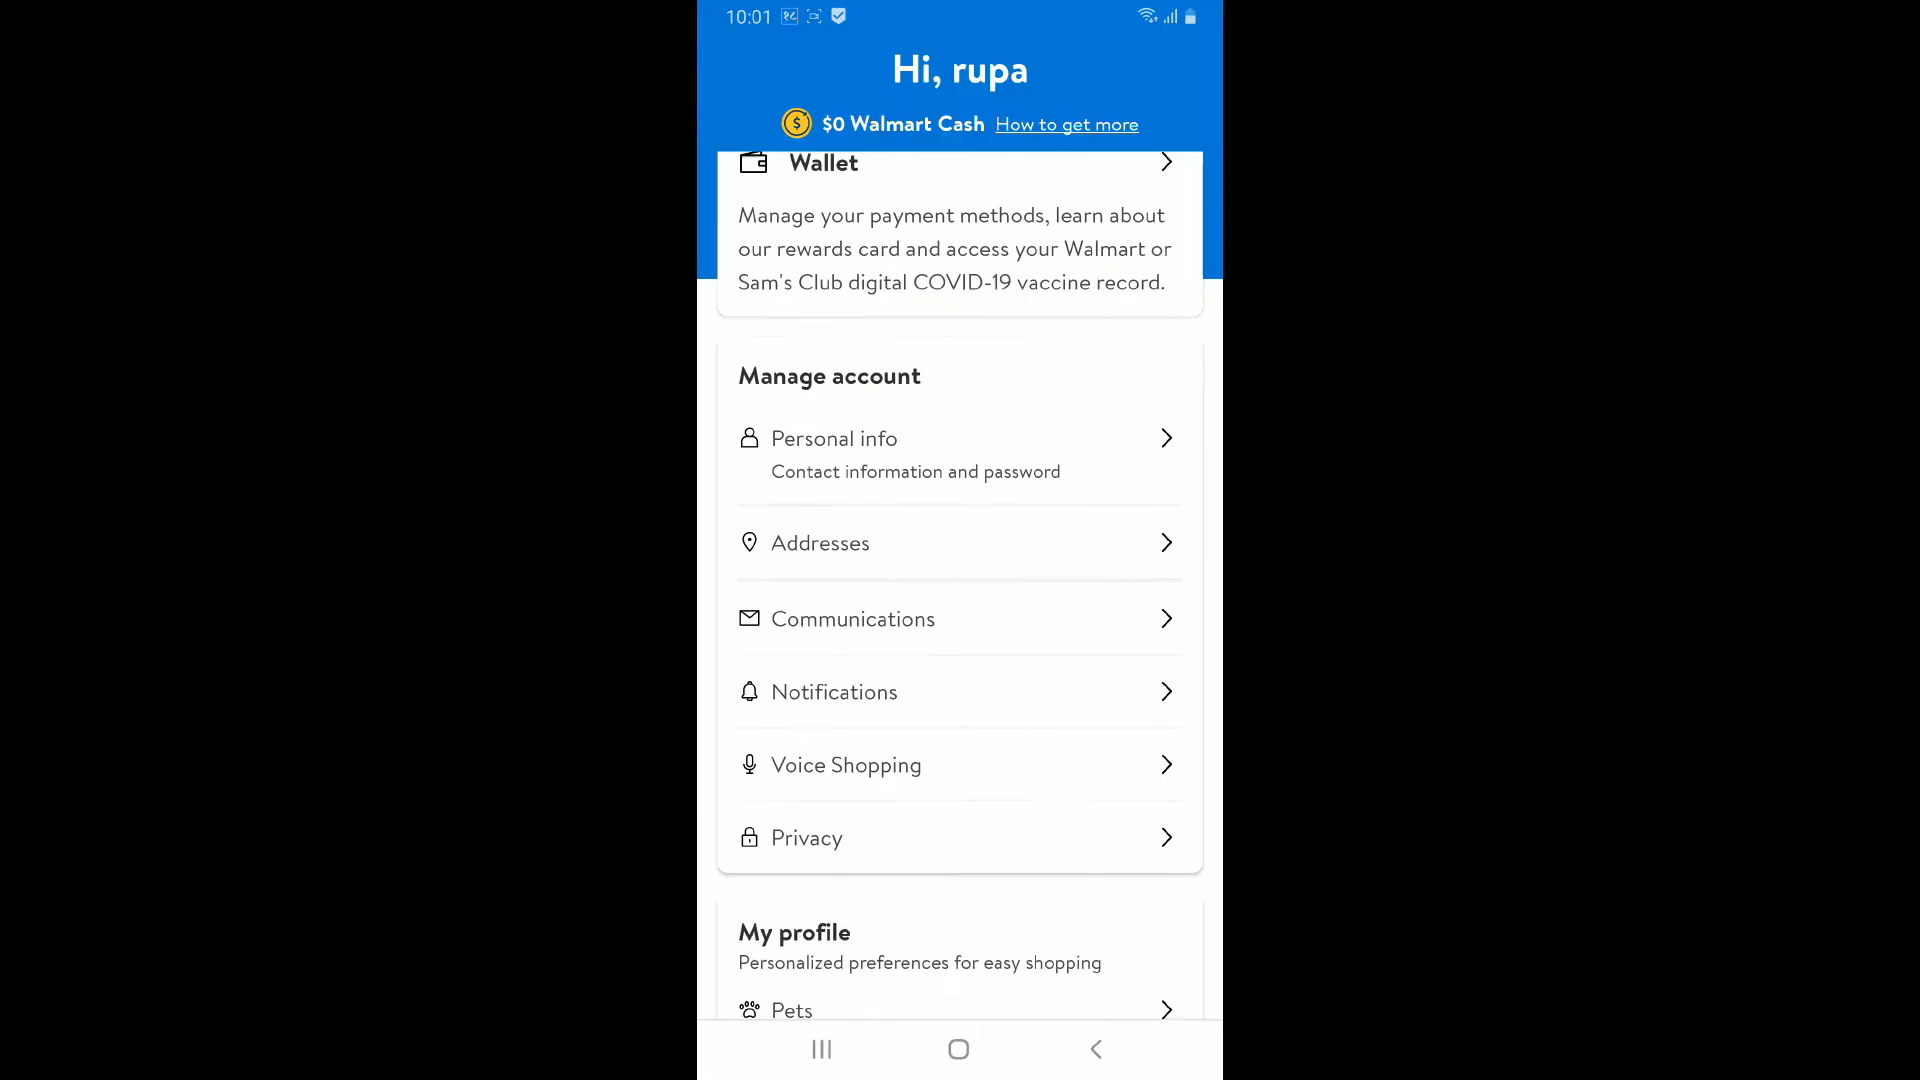 10:01
Hi, rupa
$0 Walmart Cash How to get more
Wallet
Manage your payment methods, learn about
our rewards card and access your Walmart or
Sam's Club digital COVID-19 vaccine record.
Manage account
Personal info
Contact information and password
Addresses
Communications
Notifications
Voice Shopping
Privacy
My profile
Personalized preferences for easy shopping
Pets